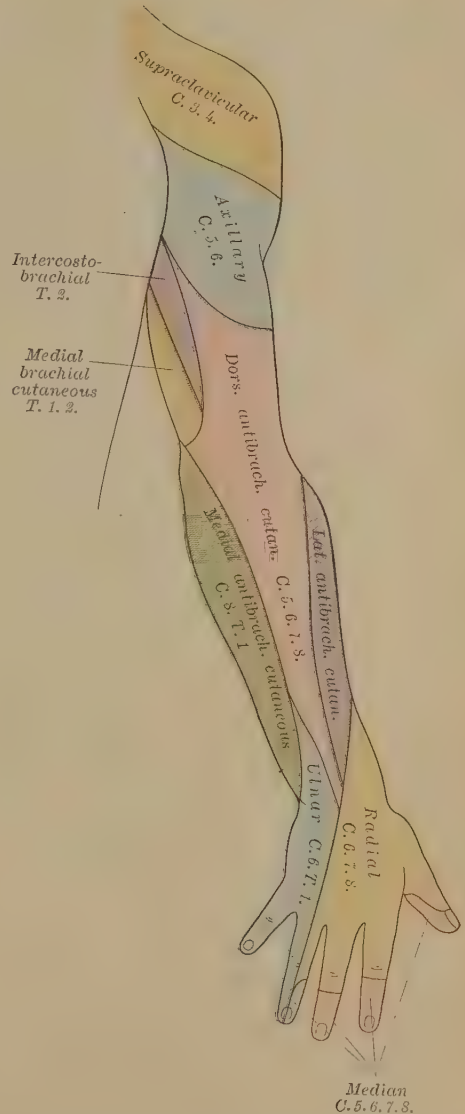 Supraclavicular
C. 3. 4.
Axillary
C. 5. 6.
Intercosto-
brachial
T. 2.
Medial
brachial
cutaneous
T. 1. 2.
Dors. antibrach. cutan. C. 5. 6. 7. 8.
Lat. antibrach. cutan.
Medial antibrach. cutaneous
C. 8. T. 1
Ulnar C. 6. T. 1.
Radial
C. 6. 7. 8.
Median
C. 5. 6. 7. 8.